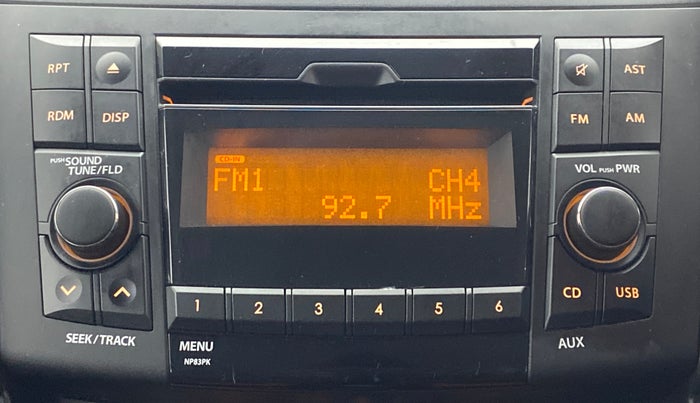 RPT
AST
RDM
DISP
FM
AM
PUSH SOUND
TUNE/FLD
VOL PUSH PWR
CD-IN
FM1 CH4
92.7 MHz
1 2 3 4 5 6
CD
USB
SEEK/TRACK
MENU
NP83PK
AUX